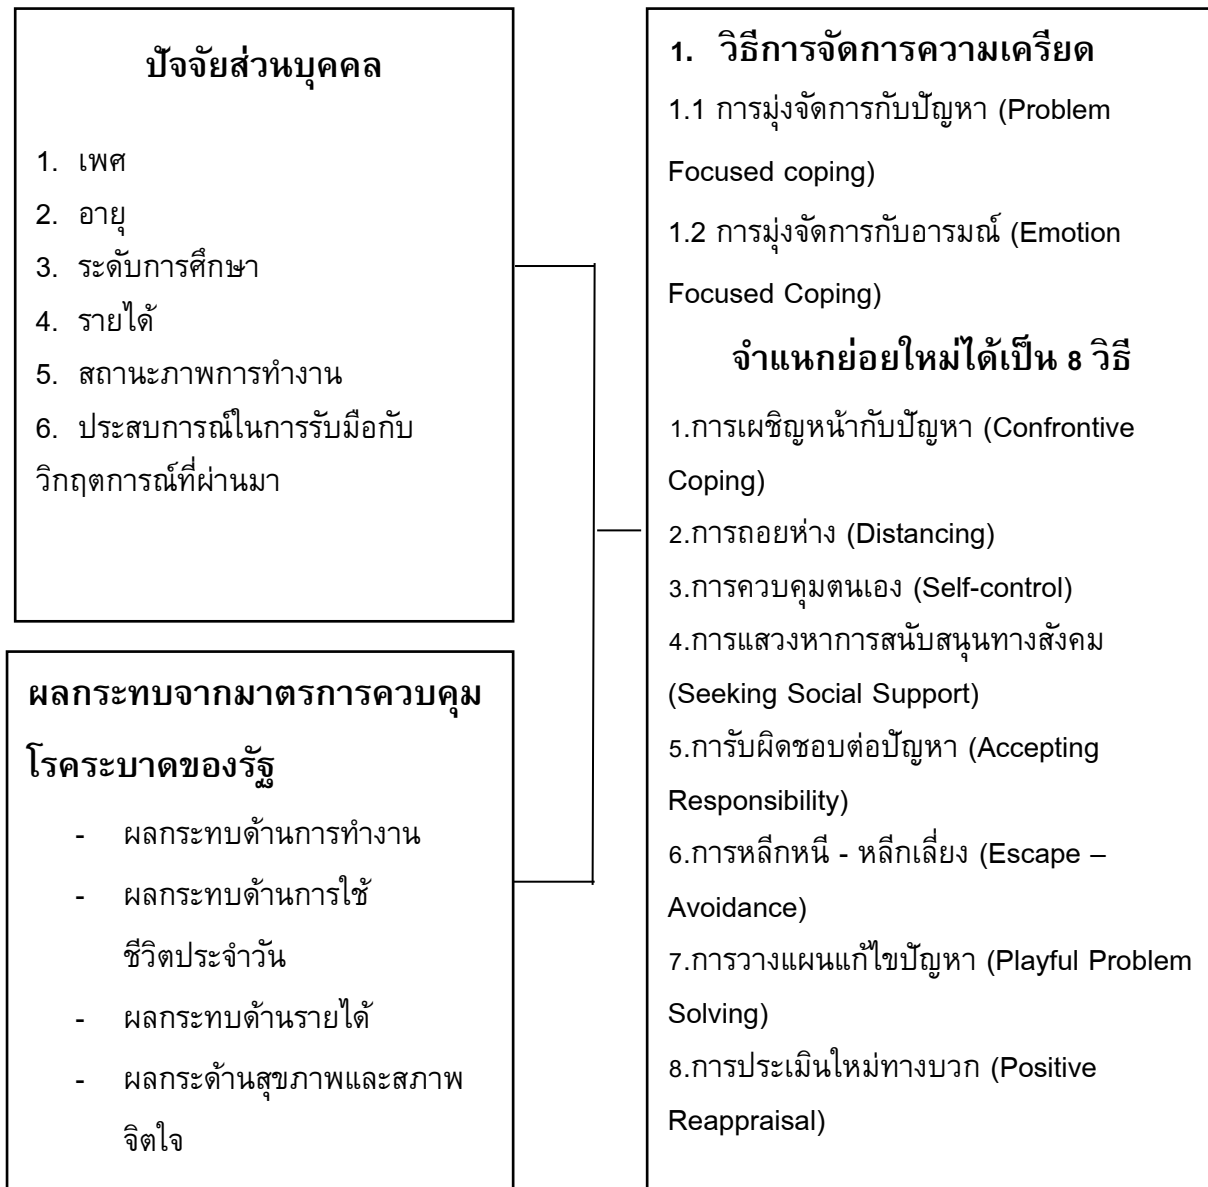 ปัจจัยส่วนบุคคล
1. เพศ
2. อายุ
3. ระดับการศึกษา
4. รายได้
5. สถานะภาพการทำงาน
6. ประสบการณ์ในการรับมือกับ
วิกฤตการณ์ที่ผ่านมา
ผลกระทบจากมาตรการควบคุม
โรคระบาดของรัฐ
- ผลกระทบด้านการทำงาน
- ผลกระทบด้านการใช้
ชีวิตประจำวัน
- ผลกระทบด้านรายได้
- ผลกระด้านสุขภาพและสภาพ
จิตใจ
1. วิธีการจัดการความเครียด
1.1 การมุ่งจัดการกับปัญหา (Problem
Focused coping)
1.2 การมุ่งจัดการกับอารมณ์ (Emotion
Focused Coping)
จำแนกย่อยใหม่ได้เป็น 8 วิธี
1.การเผชิญหน้ากับปัญหา (Confrontive
Coping)
2.การถอยห่าง (Distancing)
3.การควบคุมตนเอง (Self-control)
4.การแสวงหาการสนับสนุนทางสังคม
(Seeking Social Support)
5.การับผิดชอบต่อปัญหา (Accepting
Responsibility)
6.การหลีกหนี - หลีกเลี่ยง (Escape –
Avoidance)
7.การวางแผนแก้ไขปัญหา (Playful Problem
Solving)
8.การประเมินใหม่ทางบวก (Positive
Reappraisal)